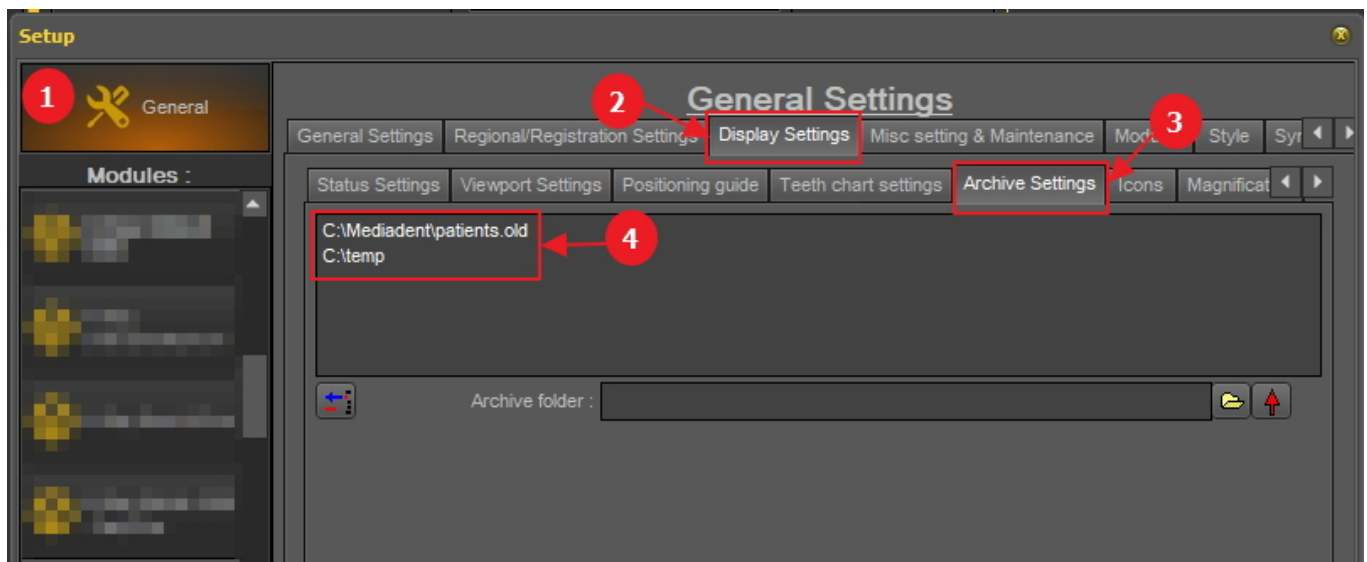 Setup
1
General
General Settings
2
3
General Settings
Regional/Registration Settings
Display Settings
Misc setting & Maintenance
Style
Modules :
Status Settings
Viewport Settings
Positioning guide
Teeth chart settings
Archive Settings
Icons
Magnificat
C:\Mediadent\patients.old
C:\temp
4
Archive folder :